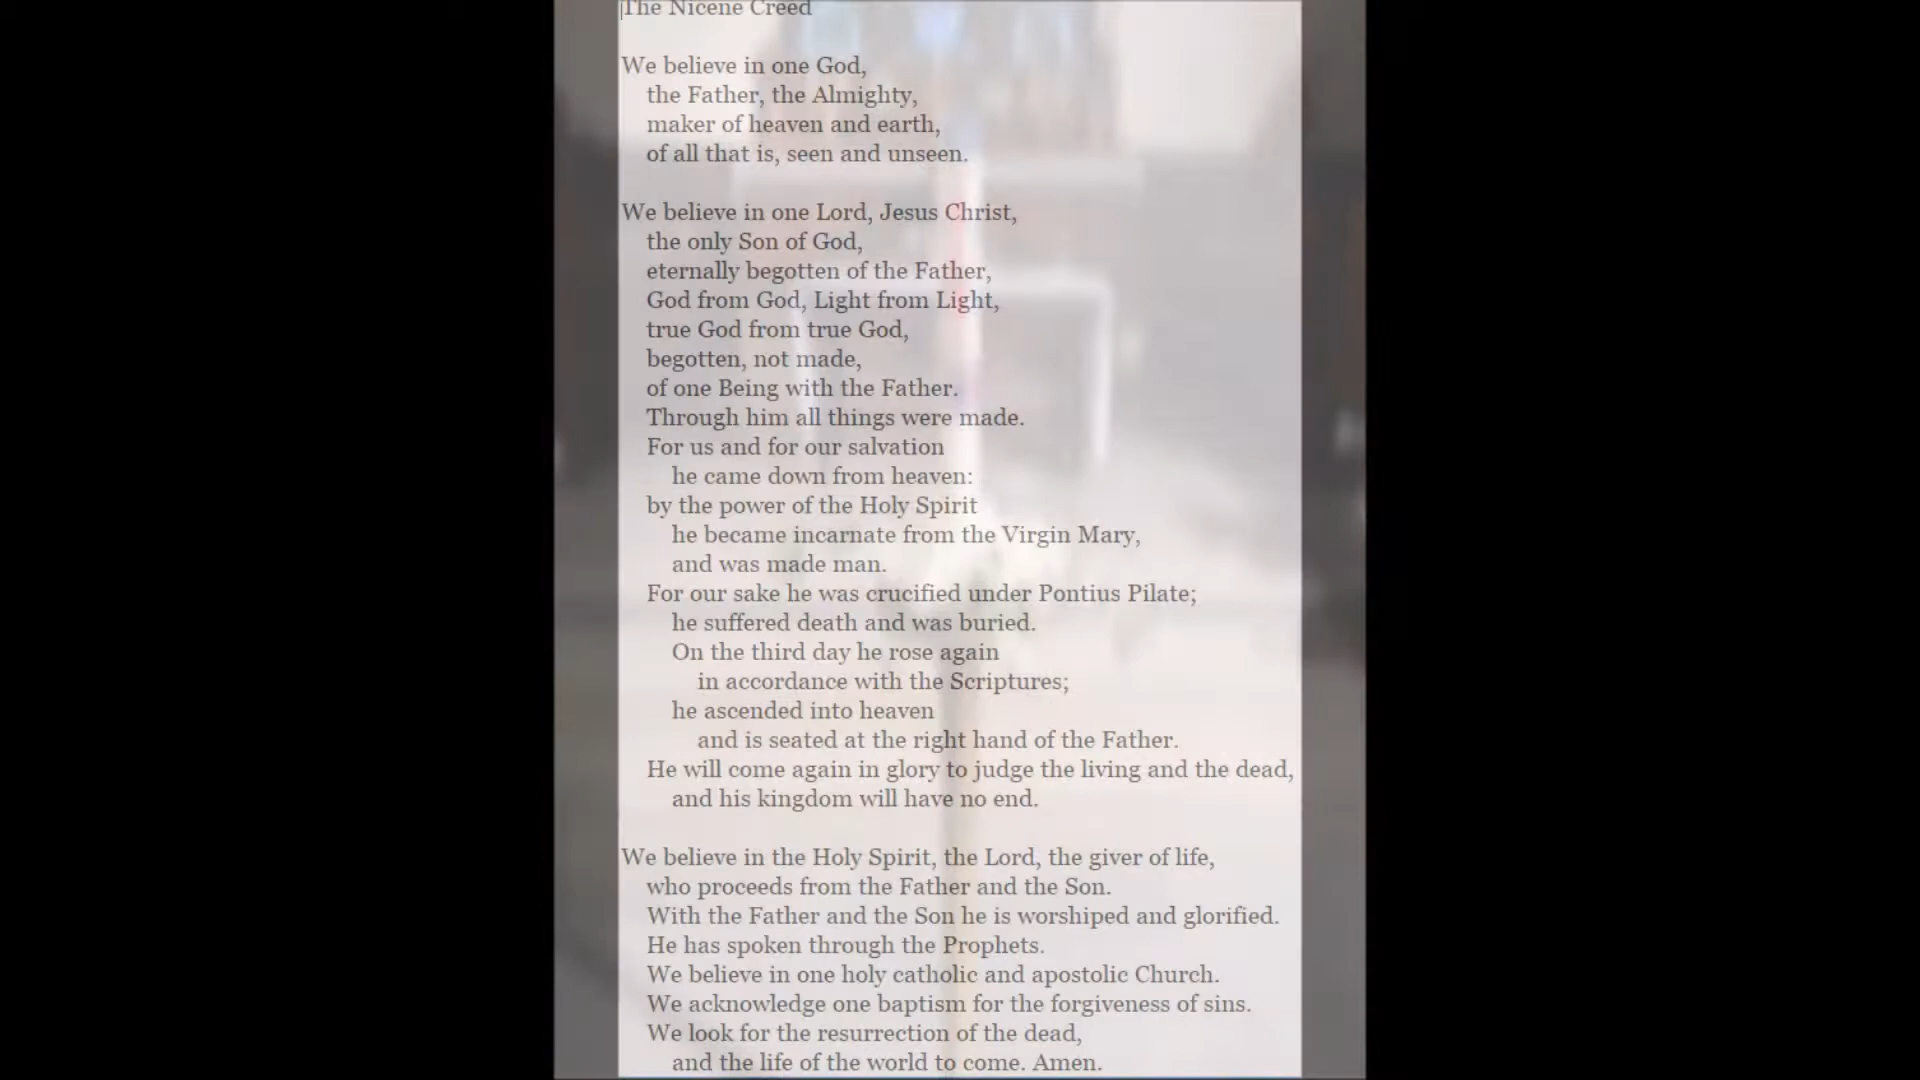 The Nicene Creed
We believe in one God,
the Father, the Almighty,
maker of heaven and earth,
of all that is, seen and unseen.
We believe in one Lord, Jesus Christ,
the only Son of God,
eternally begotten of the Father,
God from God, Light from Light,
true God from true God,
begotten, not made,
of one Being with the Father.
Through him all things were made.
For us and for our salvation
he came down from heaven:
by the power of the Holy Spirit
he became incarnate from the Virgin Mary,
and was made man.
For our sake he was crucified under Pontius Pilate;
he suffered death and was buried.
On the third day he rose again
in accordance with the Scriptures;
he ascended into heaven
and is seated at the right hand of the Father.
He will come again in glory to judge the living and the dead,
and his kingdom will have no end.
We believe in the Holy Spirit, the Lord, the giver of life,
who proceeds from the Father and the Son.
With the Father and the Son he is worshiped and glorified.
He has spoken through the Prophets.
We believe in one holy catholic and apostolic Church.
We acknowledge one baptism for the forgiveness of sins.
We look for the resurrection of the dead,
and the life of the world to come. Amen.